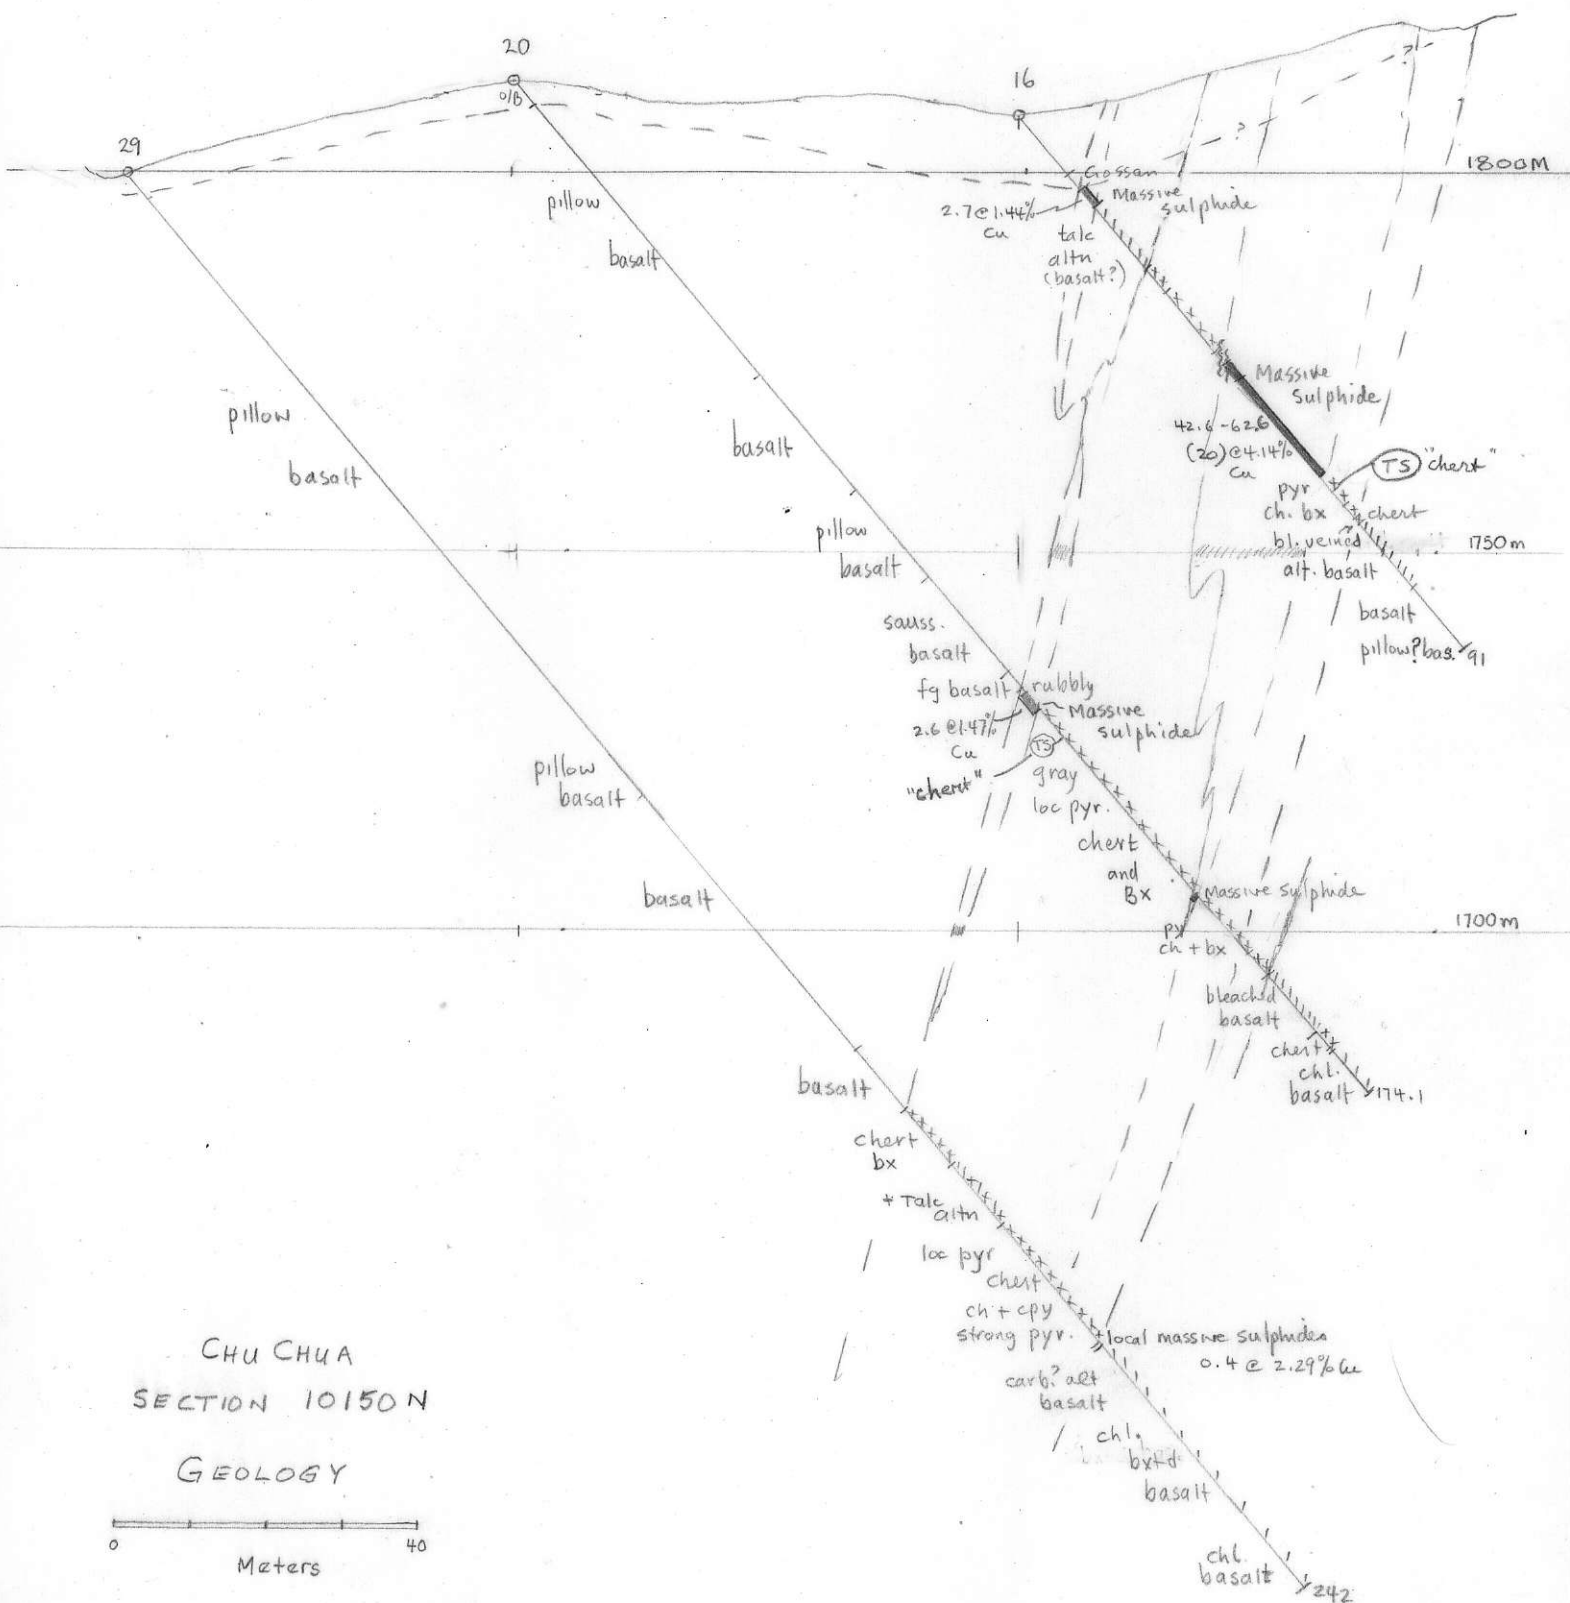 20
16
29
O/B
?
?
1800M
Gossan
Massive
sulphide
2.7@1.44%
Cu
talc
altn
(basalt?)
pillow
basalt
Massive
sulphide
42.6-62.6
(20)@4.14%
Cu
TS "chert"
pillow
basalt
basalt
pyr
ch. bx
chert
bl. veined
alt. basalt
1750m
pillow
basalt
basalt
pillow? bas.
91
sauss.
basalt
fg basalt
rubbly
Massive
sulphide
2.6@1.47%
Cu
TS
"chert"
gray
loc pyr.
chert
and
Bx
pillow
basalt
basalt
Massive sulphide
1700m
py
ch + bx
bleached
basalt
chert
chl.
basalt
174.1
basalt
chert
bx
+ Talc
altn
loc pyr
chert
ch + cpy
strong pyr.
local massive sulphides
0.4 @ 2.29% Cu
carb? alt
basalt
chl.
bxtd
basalt
chl.
basalt
242
CHU CHUA
SECTION 10150N
GEOLOGY
0
40
Meters